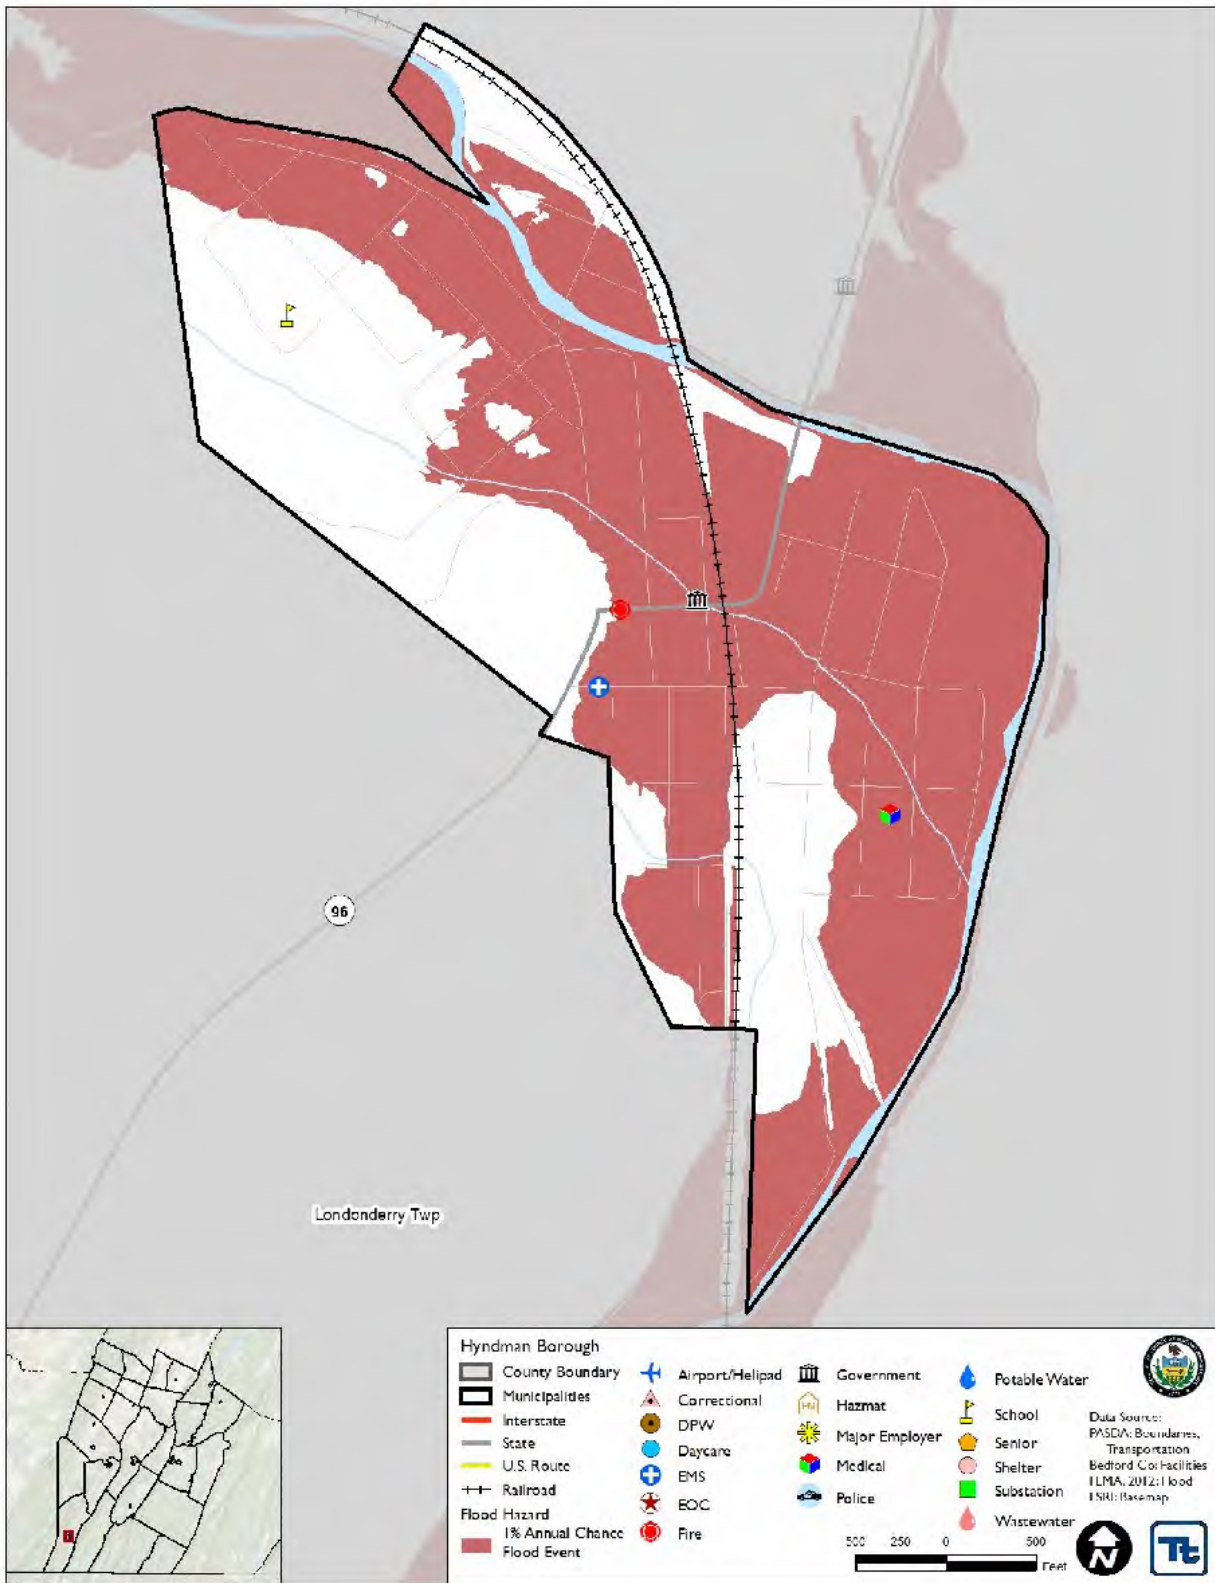 96
Londonderry Twp
Hyndman Borough
County Boundary
Municipalities
Interstate
State
U.S. Route
Railroad
Flood Hazard
1% Annual Chance
Flood Event
Airport/Helipad
Correctional
DPW
Daycare
EMS
EOC
Fire
Government
Hazmat
Major Employer
Medical
Police
Potable Water
School
Senior
Shelter
Substation
Wastewater
Data Source:
PASDA: Boundaries,
Transportation
Bedford Co: Facilities
FEMA, 2012: Flood
ESRI: Basemap
500 250 0 500
Feet
N
Tt